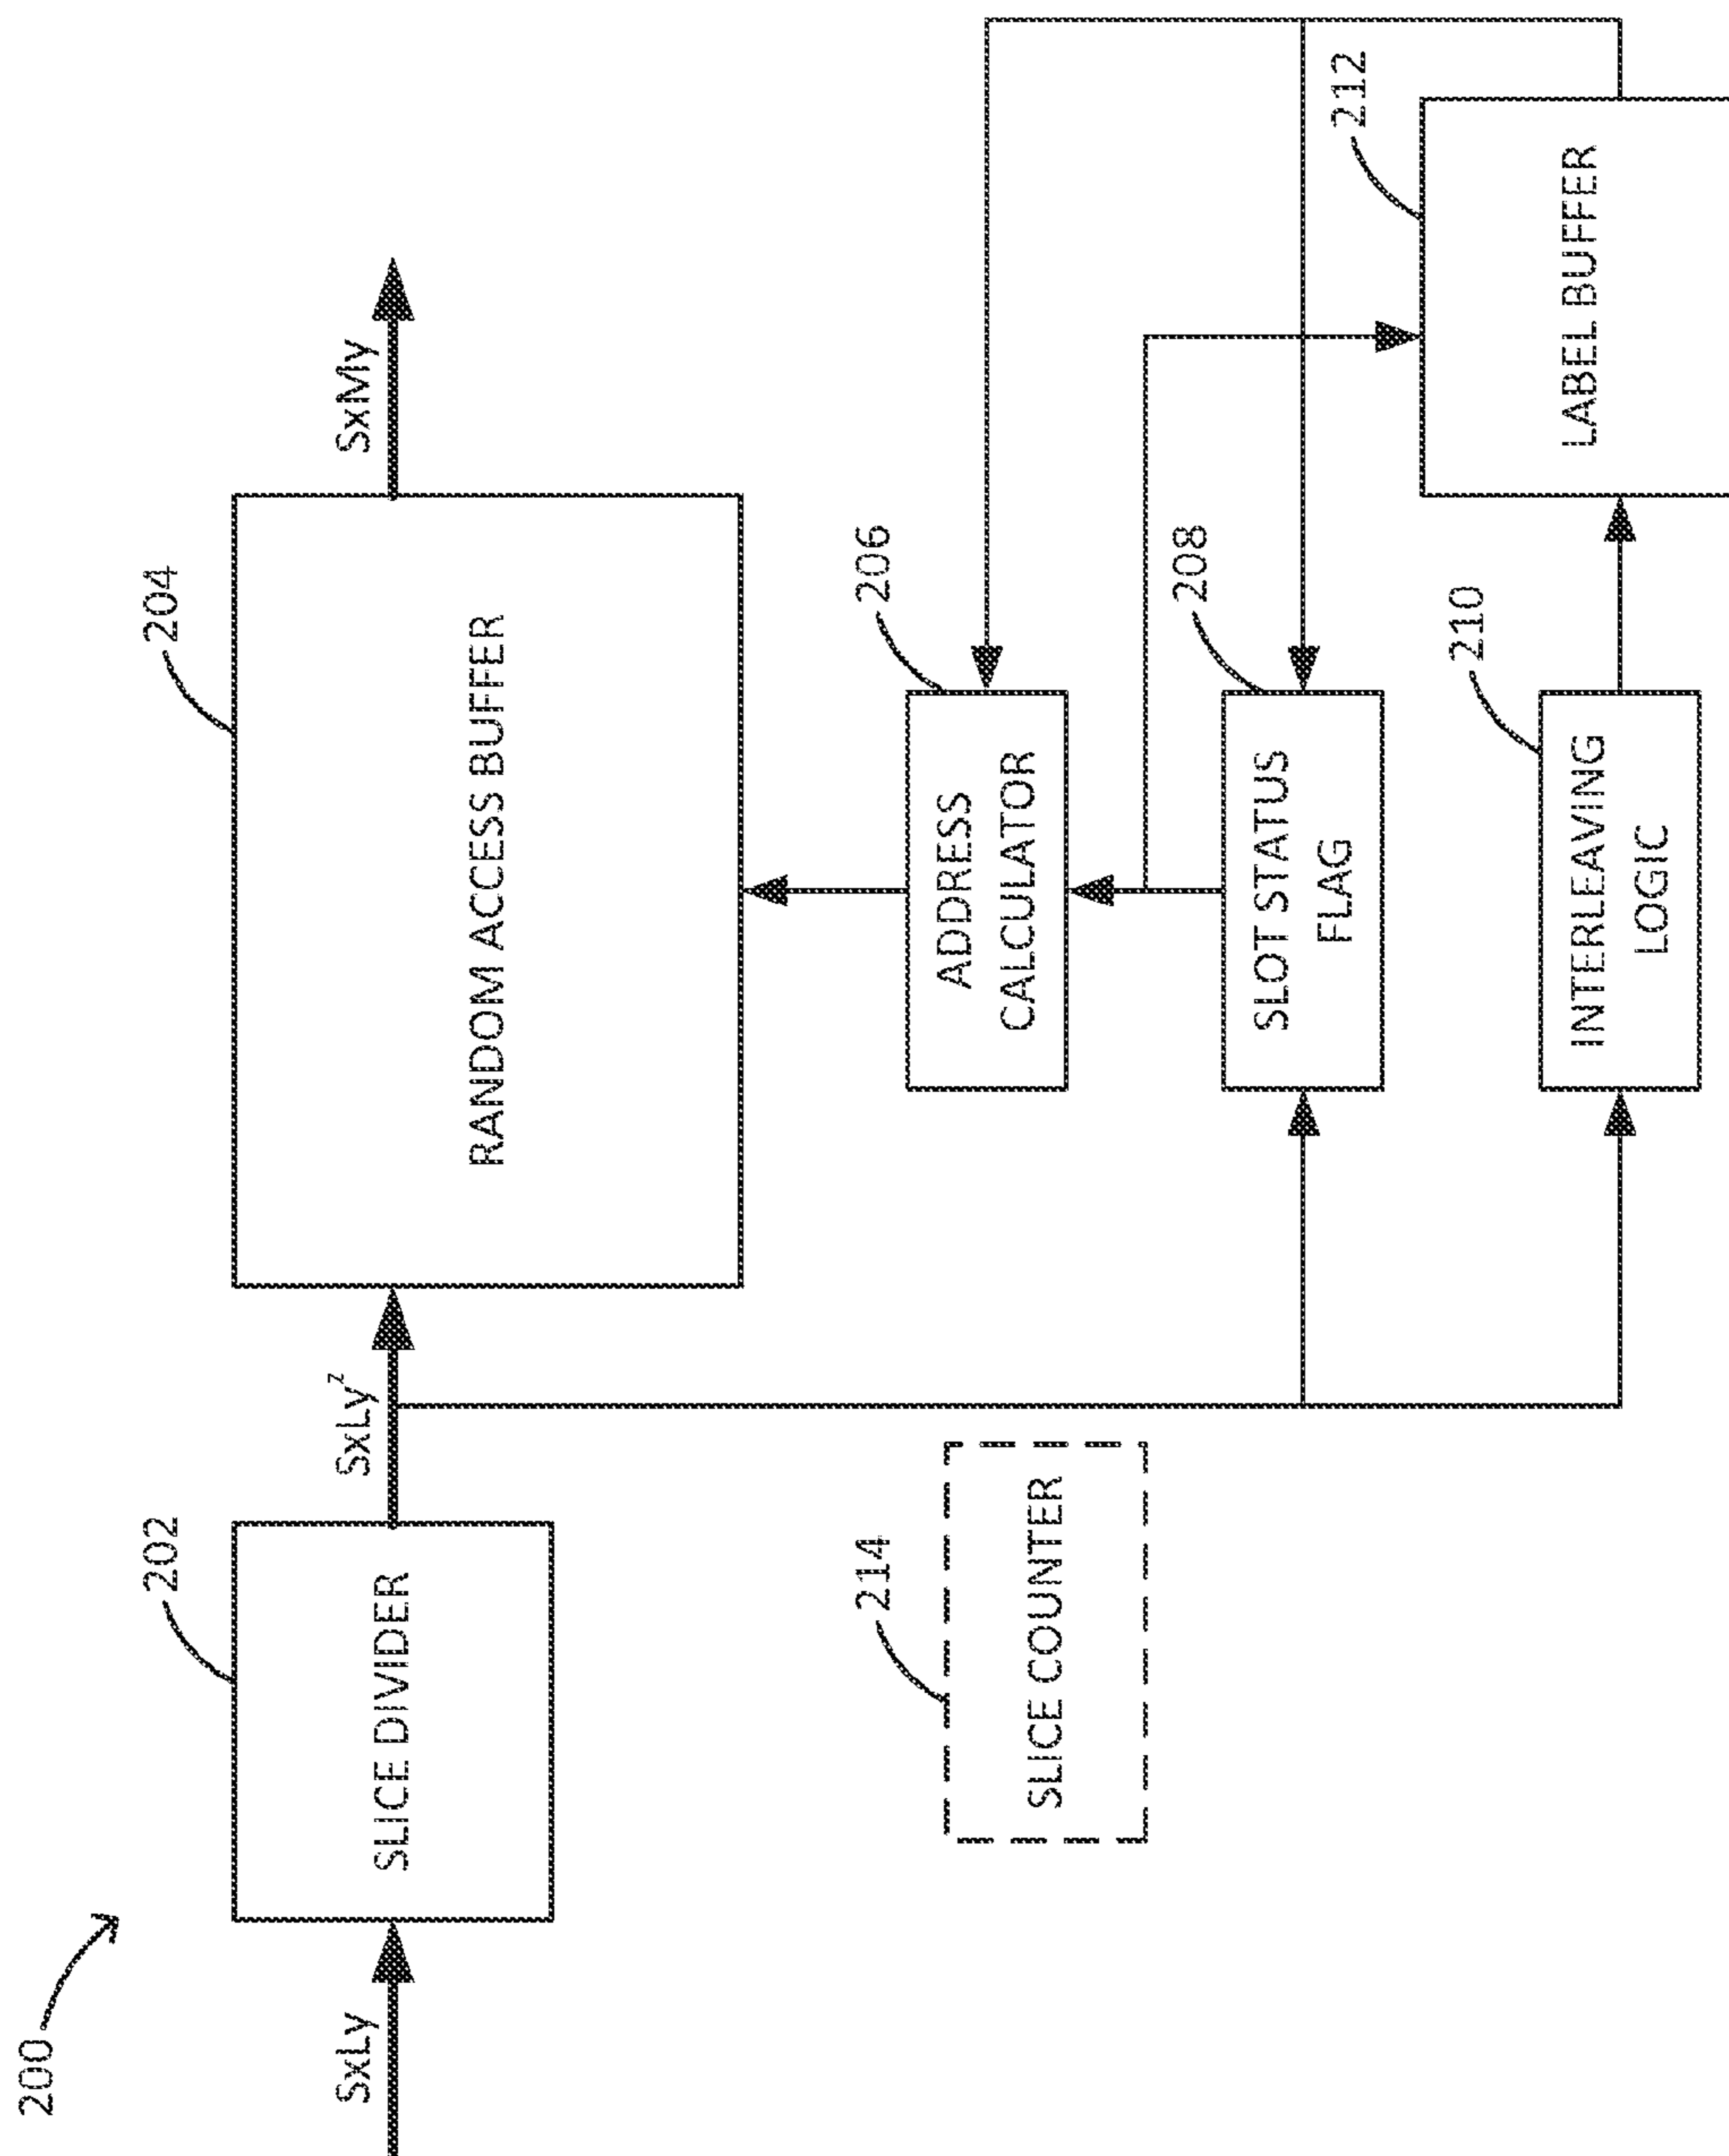 200
SxLy
202
SLICE DIVIDER
SxLy^z
204
RANDOM ACCESS BUFFER
SxMy
214
SLICE COUNTER
206
ADDRESS
CALCULATOR
208
SLOT STATUS
FLAG
210
INTERLEAVING
LOGIC
212
LABEL BUFFER